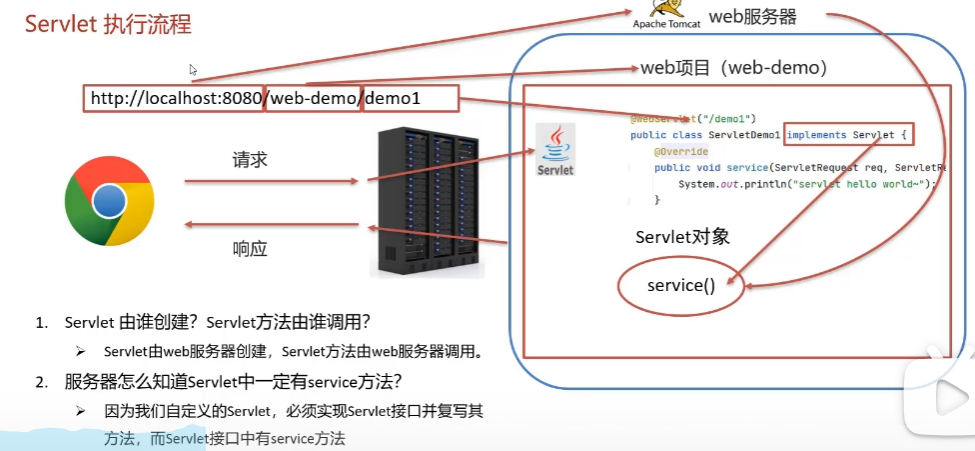 Servlet 执行流程
Apache Tomcat
web服务器
web项目（web-demo）
http://localhost:8080/web-demo/demo1
@WebServlet("/demo1")
public class ServletDemo1 implements Servlet {
@Override
public void service(ServletRequest req, ServletRe
System.out.println("servlet hello world~");
}
Servlet
请求
响应
Servlet对象
service()
1. Servlet 由谁创建？Servlet方法由谁调用？
➢ Servlet由web服务器创建，Servlet方法由web服务器调用。
2. 服务器怎么知道Servlet中一定有service方法？
➢ 因为我们自定义的Servlet，必须实现Servlet接口并复写其
方法，而Servlet接口中有service方法